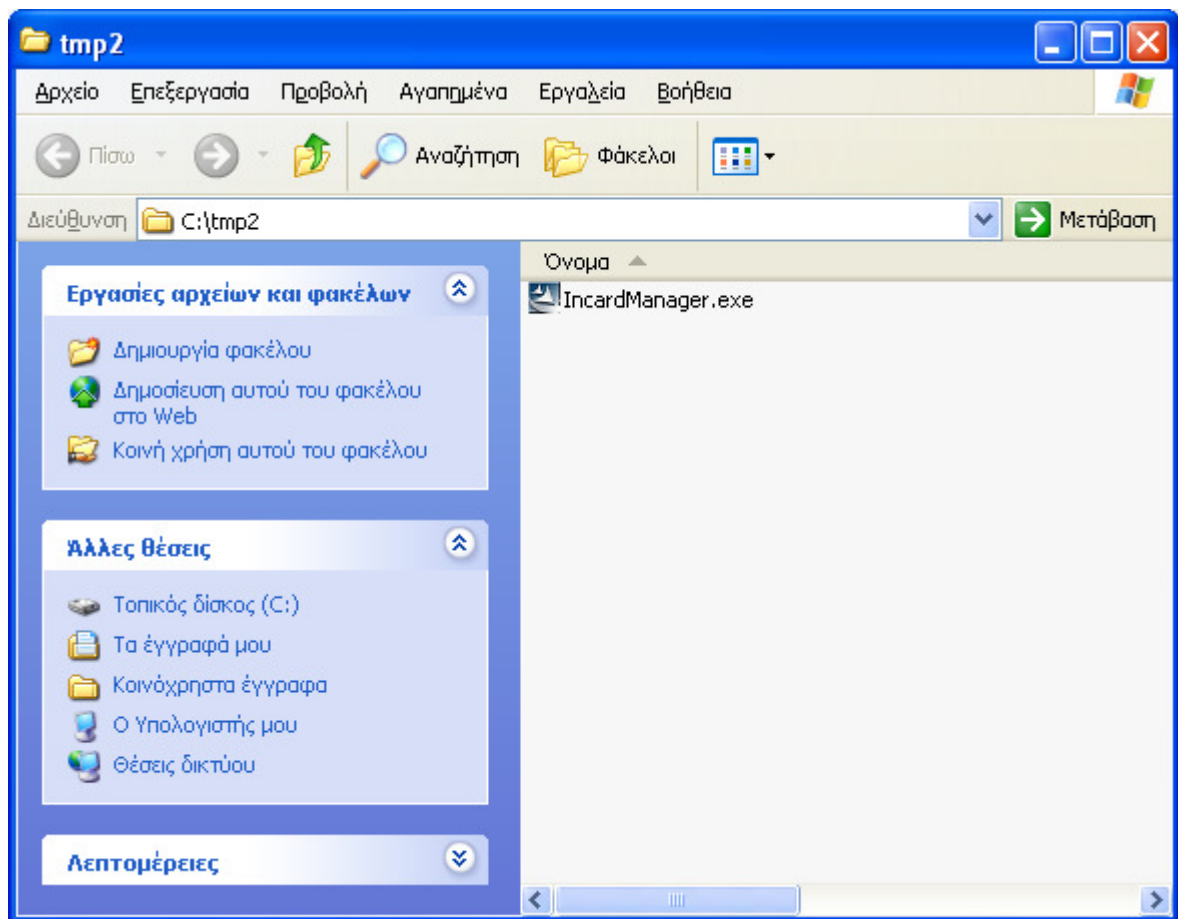 tmp2
Αρχείο Επεξεργασία Προβολή Αγαπημένα Εργαλεία Βοήθεια
Πίσω Αναζήτηση Φάκελοι
Διεύθυνση C:\tmp2 Μετάβαση
Όνομα
IncardManager.exe
Εργασίες αρχείων και φακέλων
Δημιουργία φακέλου
Δημοσίευση αυτού του φακέλου
στο Web
Κοινή χρήση αυτού του φακέλου
Άλλες θέσεις
Τοπικός δίσκος (C:)
Τα έγγραφά μου
Κοινόχρηστα έγγραφα
Ο Υπολογιστής μου
Θέσεις δικτύου
Λεπτομέρειες